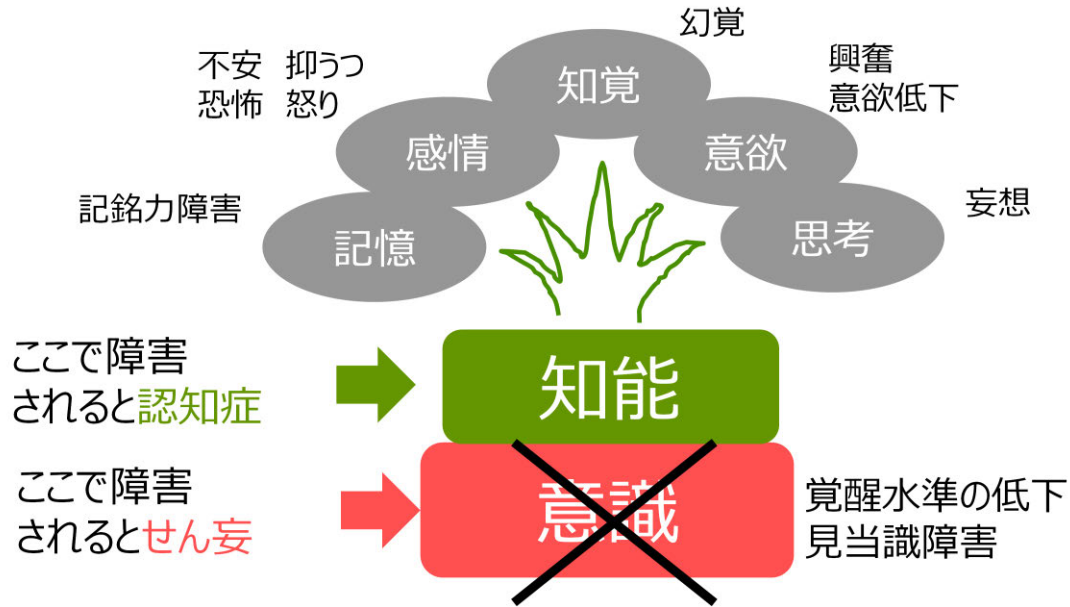 幻覚
不安 抑うつ
恐怖 怒り
知覚
興奮
意欲低下
感情
意欲
記銘力障害
妄想
記憶
思考
ここで障害
されると認知症
知能
ここで障害
されるとせん妄
意識
覚醒水準の低下
見当識障害